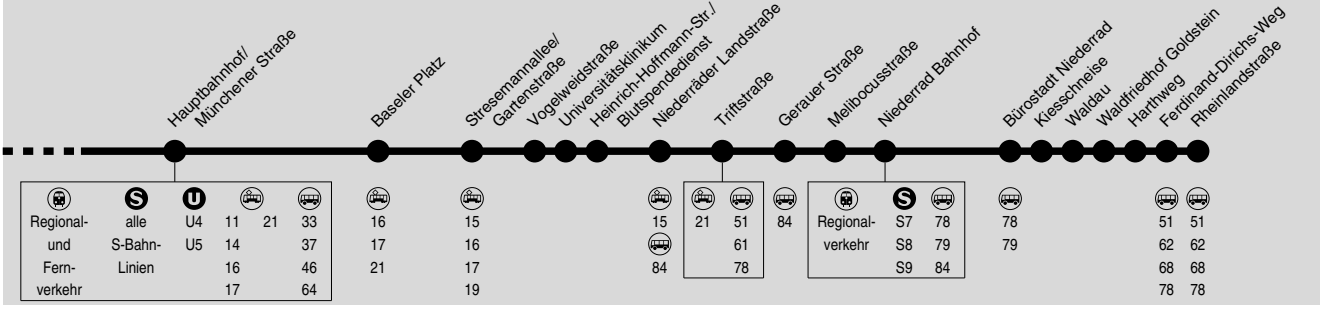 Hauptbahnhof/
Münchener Straße
Baseler Platz
Stresemannallee/
Gartenstraße
Vogelweidstraße
Universitätsklinikum
Heinrich-Hoffmann-Str./
Blutspendedienst
Niederräder Landstraße
Triftstraße
Gerauer Straße
Melibocusstraße
Niederrad Bahnhof
Bürostadt Niederrad
Kiesschneise
Waldau
Waldfriedhof Goldstein
Harthweg
Ferdinand-Dirichs-Weg
Rheinlandstraße
S U S
Regional- alle U4 11 21 33 16 15 15 21 51 84 Regional- S7 78 78 51 51
und S-Bahn- U5 14 37 17 16 61 verkehr S8 79 79 62 62
Fern- Linien 16 46 21 17 84 78 S9 84 68 68
verkehr 17 64 19 78 78